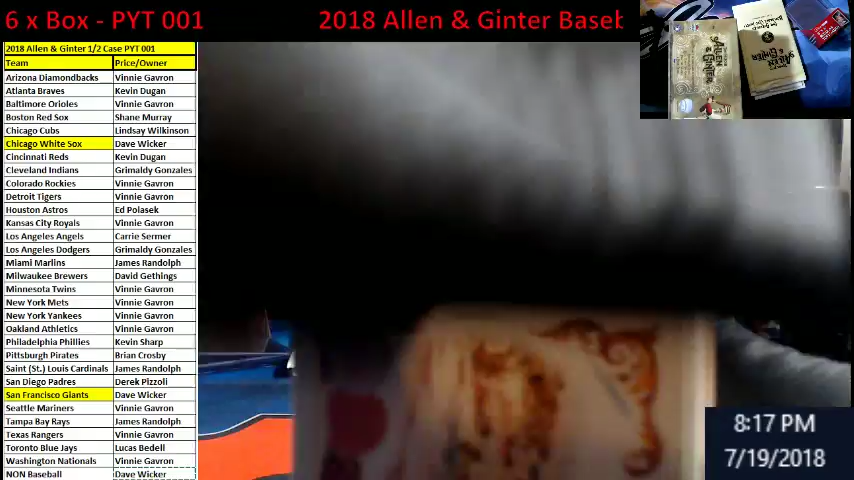 6 x Box - PYT 001
2018 Allen & Ginter Baseb
2018 Allen & Ginter 1/2 Case PYT 001
Team Price/Owner
Arizona Diamondbacks Vinnie Gavron
Atlanta Braves Kevin Dugan
Baltimore Orioles Vinnie Gavron
Boston Red Sox Shane Murray
Chicago Cubs Lindsay Wilkinson
Chicago White Sox Dave Wicker
Cincinnati Reds Kevin Dugan
Cleveland Indians Grimaldy Gonzales
Colorado Rockies Vinnie Gavron
Detroit Tigers Vinnie Gavron
Houston Astros Ed Polasek
Kansas City Royals Vinnie Gavron
Los Angeles Angels Carrie Sermer
Los Angeles Dodgers Grimaldy Gonzales
Miami Marlins James Randolph
Milwaukee Brewers David Gethings
Minnesota Twins Vinnie Gavron
New York Mets Vinnie Gavron
New York Yankees Vinnie Gavron
Oakland Athletics Vinnie Gavron
Philadelphia Phillies Kevin Sharp
Pittsburgh Pirates Brian Crosby
Saint (St.) Louis Cardinals James Randolph
San Diego Padres Derek Pizzoli
San Francisco Giants Dave Wicker
Seattle Mariners Vinnie Gavron
Tampa Bay Rays James Randolph
Texas Rangers Vinnie Gavron
Toronto Blue Jays Lucas Bedell
Washington Nationals Vinnie Gavron
NON Baseball Dave Wicker
ALLEN & GINTER
ALLEN & GINTER
8:17 PM
7/19/2018